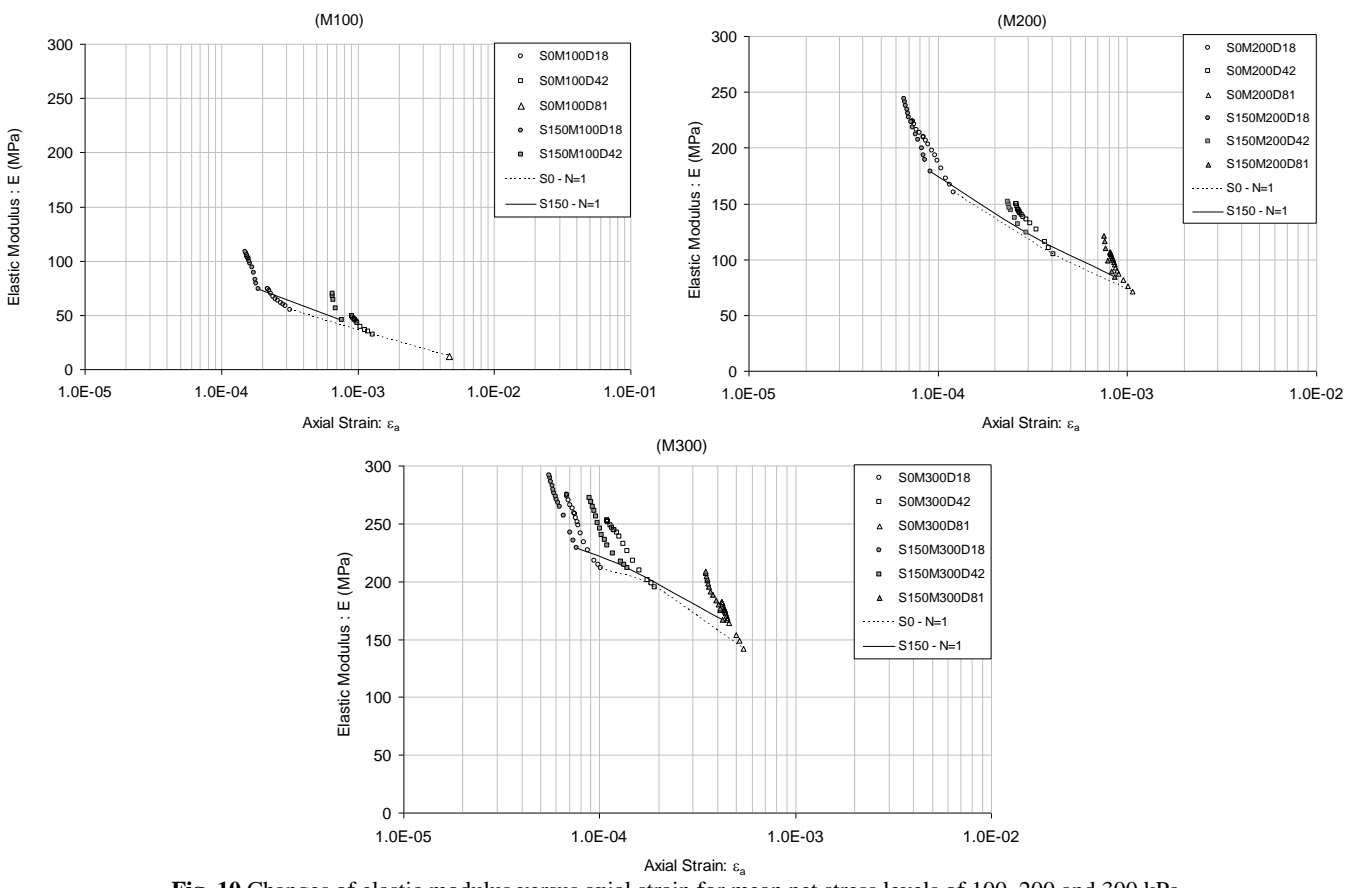 (M100)
300
250
200
150
100
50
0
Elastic Modulus : E (MPa)
1.0E-05
1.0E-04
1.0E-03
1.0E-02
1.0E-01
Axial Strain: εa
S0M100D18
S0M100D42
S0M100D81
S150M100D18
S150M100D42
S0 - N=1
S150 - N=1
(M200)
300
250
200
150
100
50
0
Elastic Modulus : E (MPa)
1.0E-05
1.0E-04
1.0E-03
1.0E-02
Axial Strain: εa
S0M200D18
S0M200D42
S0M200D81
S150M200D18
S150M200D42
S150M200D81
S0 - N=1
S150 - N=1
(M300)
300
250
200
150
100
50
0
Elastic Modulus : E (MPa)
1.0E-05
1.0E-04
1.0E-03
1.0E-02
Axial Strain: εa
S0M300D18
S0M300D42
S0M300D81
S150M300D18
S150M300D42
S150M300D81
S0 - N=1
S150 - N=1
Fig. 10 Changes of elastic modulus versus axial strain for mean net stress levels of 100, 200 and 300 kPa